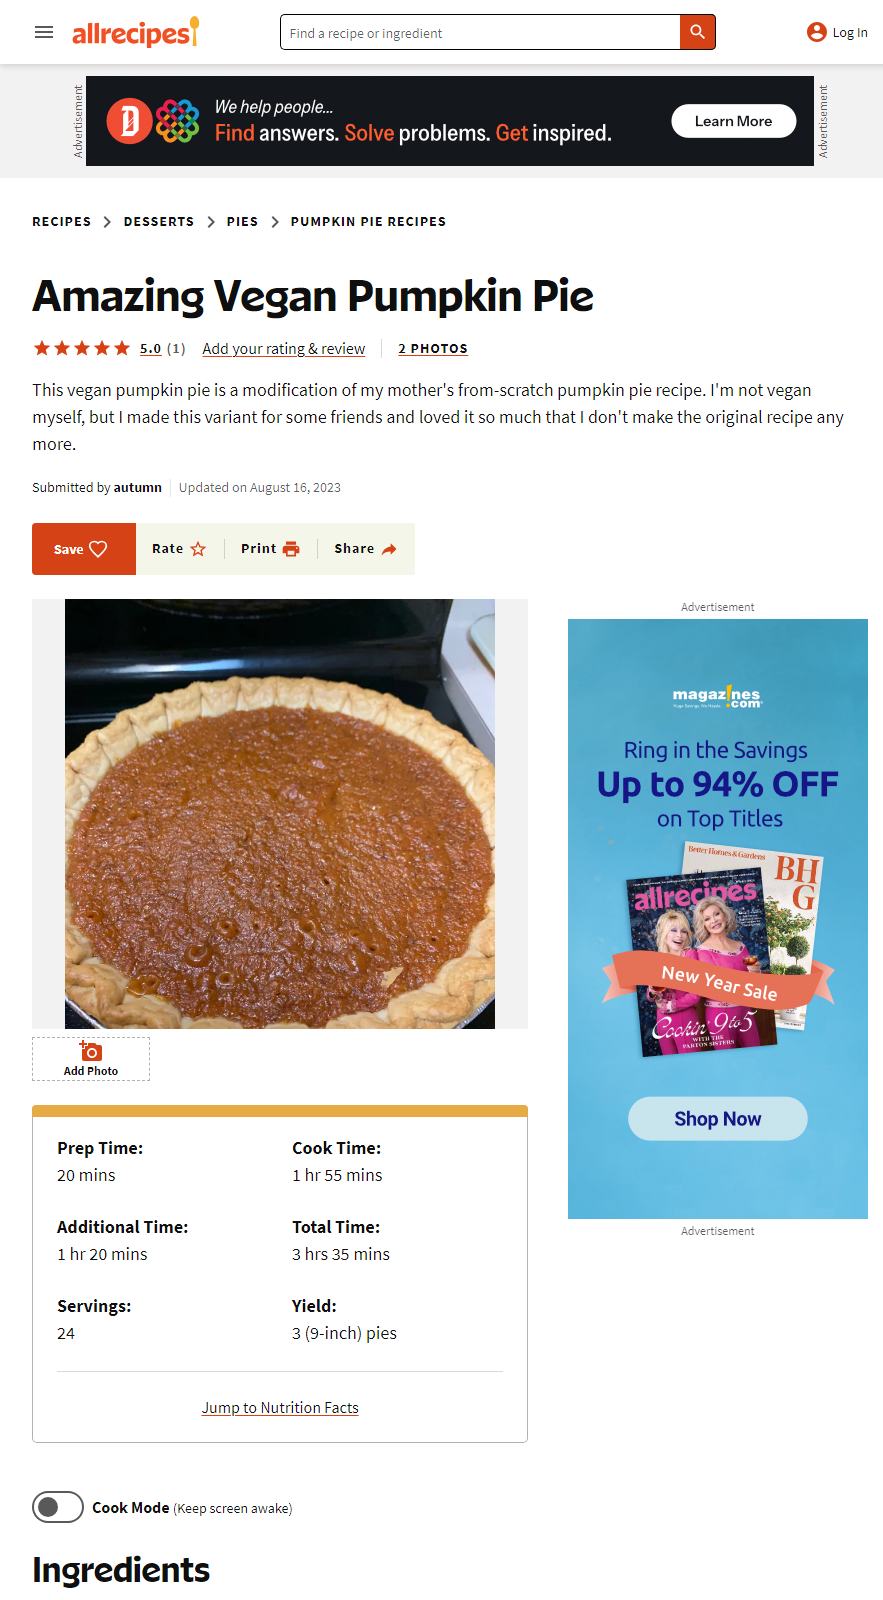 allrecipes
Find a recipe or ingredient
Log In
Advertisement
D
We help people...
Find answers. Solve problems. Get inspired.
Learn More
Advertisement
RECIPES > DESSERTS > PIES > PUMPKIN PIE RECIPES
Amazing Vegan Pumpkin Pie
5.0 (1) Add your rating & review 2 PHOTOS
This vegan pumpkin pie is a modification of my mother's from-scratch pumpkin pie recipe. I'm not vegan
myself, but I made this variant for some friends and loved it so much that I don't make the original recipe any
more.
Submitted by autumn Updated on August 16, 2023
Save Rate Print Share
Add Photo
Prep Time: Cook Time:
20 mins 1 hr 55 mins
Additional Time: Total Time:
1 hr 20 mins 3 hrs 35 mins
Servings: Yield:
24 3 (9-inch) pies
Jump to Nutrition Facts
Cook Mode (Keep screen awake)
Ingredients
Advertisement
magazines
.com
Huge Savings. No Hassle.
Ring in the Savings
Up to 94% OFF
on Top Titles
Better Homes & Gardens
BH
G
allrecipes
New Year Sale
Cookin' 9 to 5
WITH THE
PARTON SISTERS
Shop Now
Advertisement